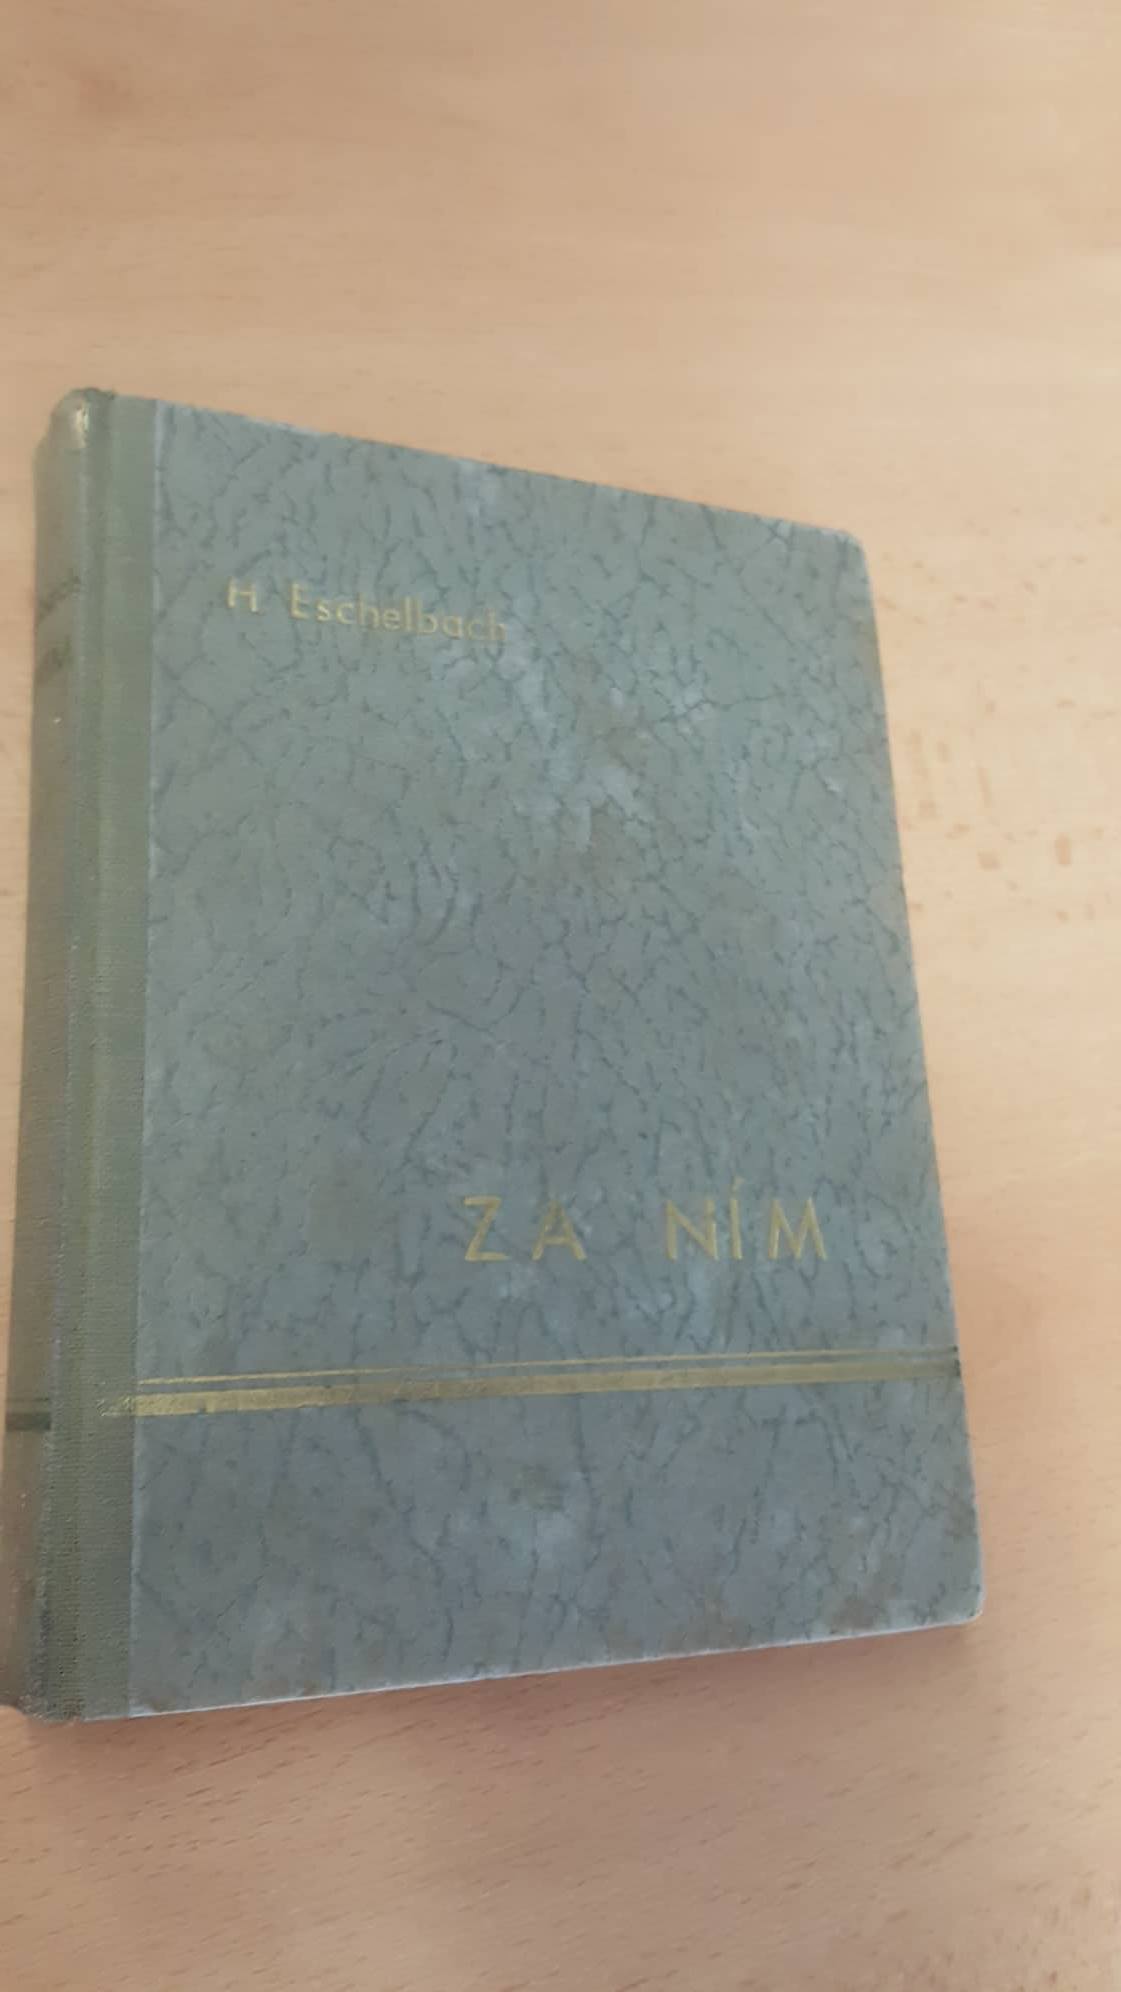 H. Eschelbach
ZA NÍM